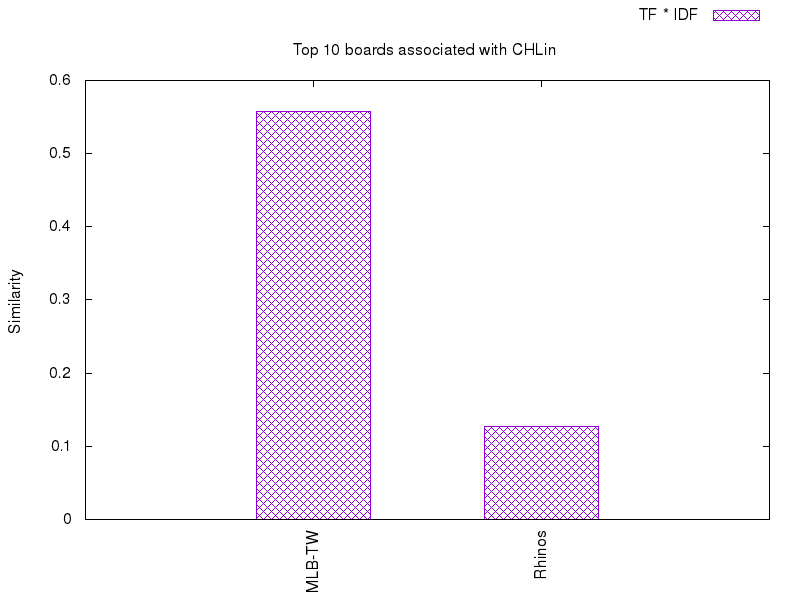 TF * IDF
Top 10 boards associated with CHLin
Similarity
0.6
0.5
0.4
0.3
0.2
0.1
0
MLB-TW
Rhinos